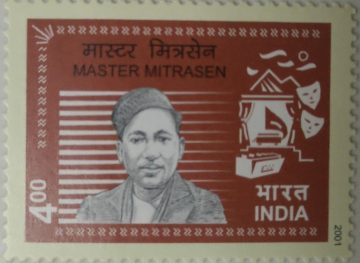 मास्टर मित्रसेन
MASTER MITRASEN
4.00
भारत
INDIA
2001